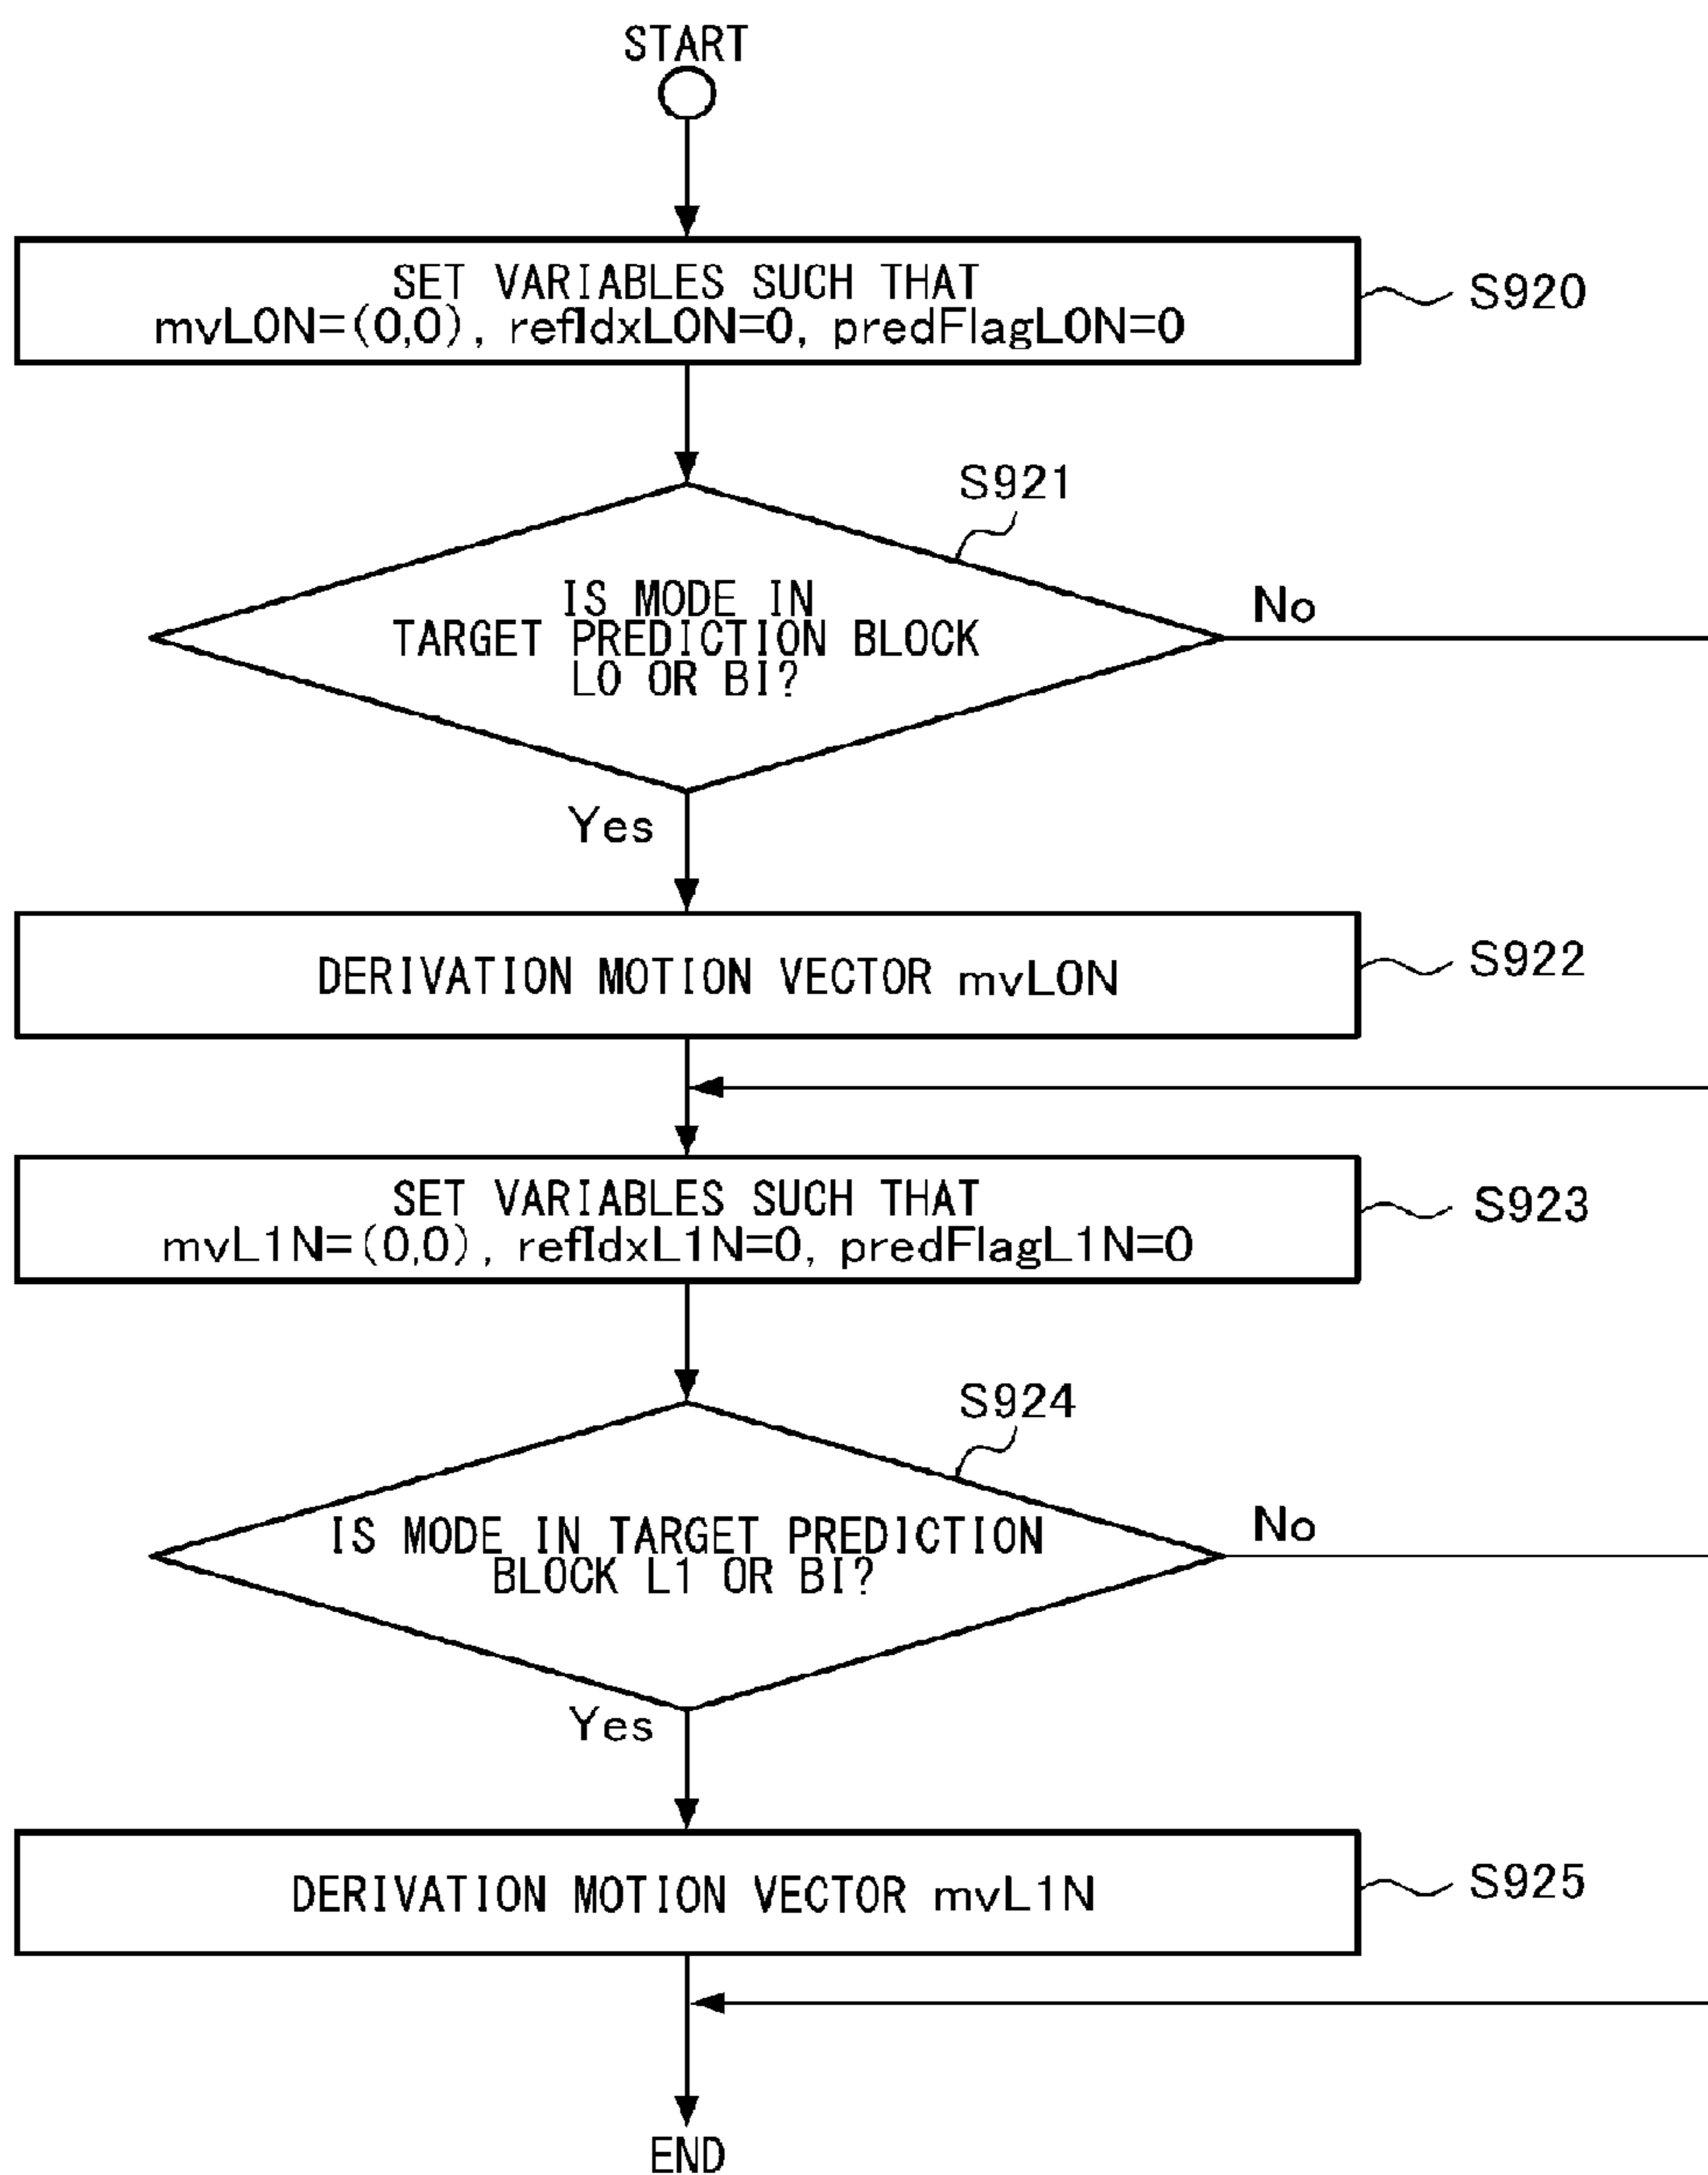 START
SET VARIABLES SUCH THAT
mvL0N=(0,0), refIdxL0N=0, predFlagL0N=0
S920
S921
IS MODE IN
TARGET PREDICTION BLOCK
L0 OR BI?
No
Yes
DERIVATION MOTION VECTOR mvL0N
S922
SET VARIABLES SUCH THAT
mvL1N=(0,0), refIdxL1N=0, predFlagL1N=0
S923
S924
IS MODE IN TARGET PREDICTION
BLOCK L1 OR BI?
No
Yes
DERIVATION MOTION VECTOR mvL1N
S925
END